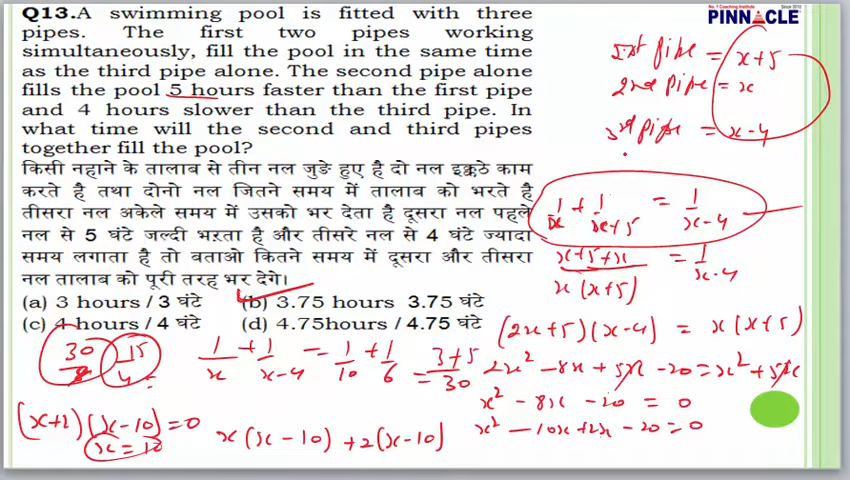 No. 1 Coaching Institute Since 2010
PINNACLE
Q13.A swimming pool is fitted with three
pipes. The first two pipes working
simultaneously, fill the pool in the same time
as the third pipe alone. The second pipe alone
fills the pool 5 hours faster than the first pipe
and 4 hours slower than the third pipe. In
what time will the second and third pipes
together fill the pool?
किसी नहाने के तालाब से तीन नल जुड़े हुए है दो नल इक्कठे काम
करते है तथा दोनो नल जितने समय में तालाब को भरते है
तीसरा नल अकेले समय में उसको भर देता है दूसरा नल पहले
नल से 5 घंटे जल्दी भरता है और तीसरे नल से 4 घंटे ज्यादा
समय लगाता है तो बताओ कितने समय में दूसरा और तीसरा
नल तालाब को पूरी तरह भर देगे।
(a) 3 hours / 3 घंटे (b) 3.75 hours 3.75 घंटे
(c) 4 hours / 4 घंटे (d) 4.75hours / 4.75 घंटे
1st pipe = x+5
2nd pipe = x
3rd pipe = x-4
1/x + 1/x+5 = 1/x-4
x+5+x/x(x+5) = 1/x-4
(2x+5)(x-4) = x(x+5)
2x² -8x + 5x -20 = x² + 5x
x² - 8x - 20 = 0
x² - 10x + 2x - 20 = 0
x(x-10) + 2(x-10)
(x+2)(x-10) = 0
x = 10
1/x + 1/x-4 = 1/10 + 1/6 = 3+5/30
30/8 15/4